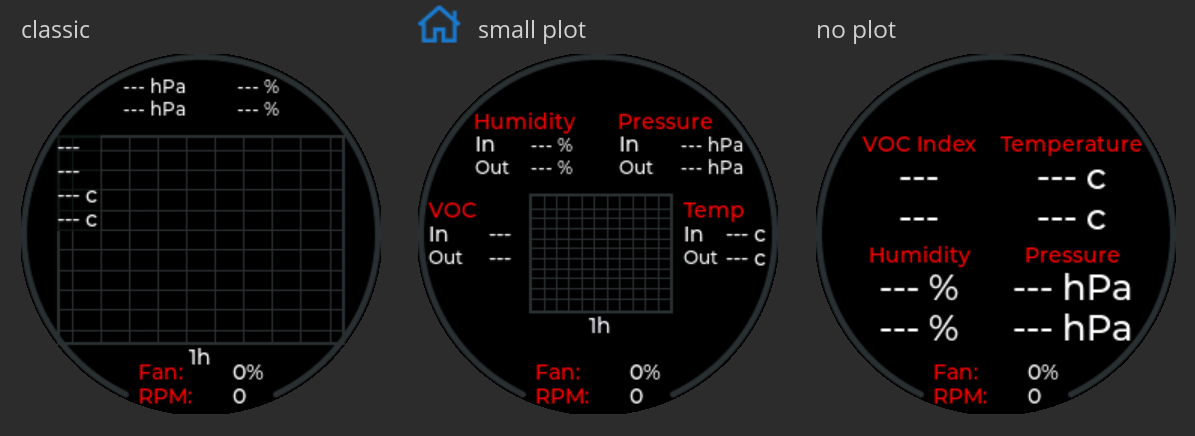 classic
--- hPa --- %
--- hPa --- %
---
---
--- c
--- c
1h
Fan: 0%
RPM: 0
small plot
Humidity Pressure
In --- % In --- hPa
Out --- % Out --- hPa
VOC Temp
In --- In --- c
Out --- Out --- c
1h
Fan: 0%
RPM: 0
no plot
VOC Index Temperature
--- --- c
--- --- c
Humidity Pressure
--- % --- hPa
--- % --- hPa
Fan: 0%
RPM: 0